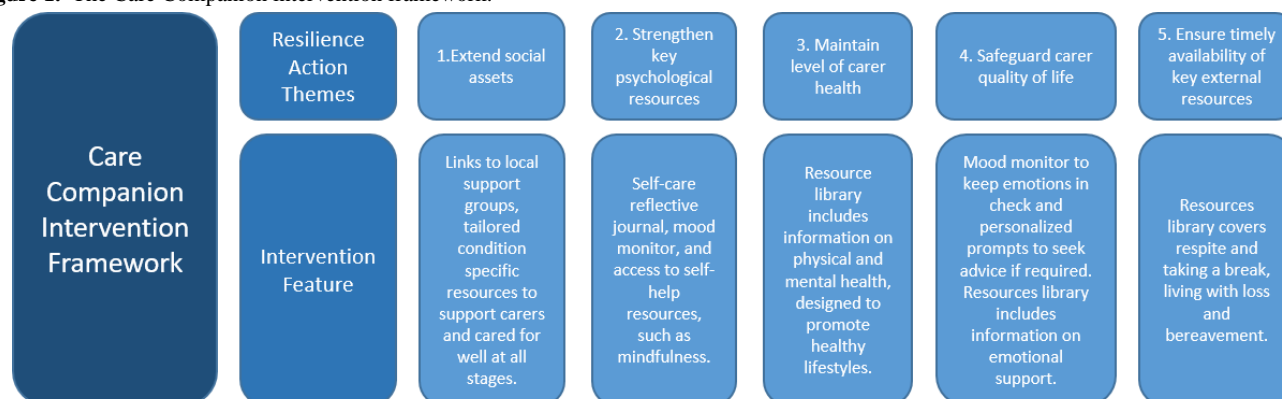 The Care Companion intervention framework.
Care
Companion
Intervention
Framework
Resilience
Action
Themes
1.Extend social
assets
2. Strengthen
key
psychological
resources
3. Maintain
level of carer
health
4. Safeguard carer
quality of life
5. Ensure timely
availability of
key external
resources
Intervention
Feature
Links to local
support
groups,
tailored
condition
specific
resources to
support carers
and cared for
well at all
stages.
Self-care
reflective
journal, mood
monitor, and
access to self-
help
resources,
such as
mindfulness.
Resource
library
includes
information on
physical and
mental health,
designed to
promote
healthy
lifestyles.
Mood monitor to
keep emotions in
check and
personalized
prompts to seek
advice if required.
Resources library
includes
information on
emotional
support.
Resources
library covers
respite and
taking a break,
living with loss
and
bereavement.